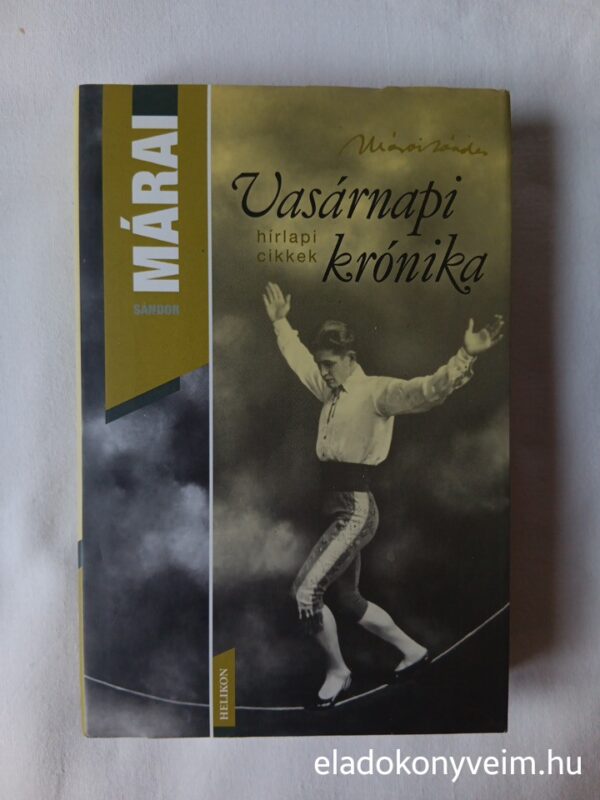 MÁRAI
SÁNDOR
Márai Sándor
Vasárnapi
hírlapi
cikkek
krónika
HELIKON
eladokonyveim.hu